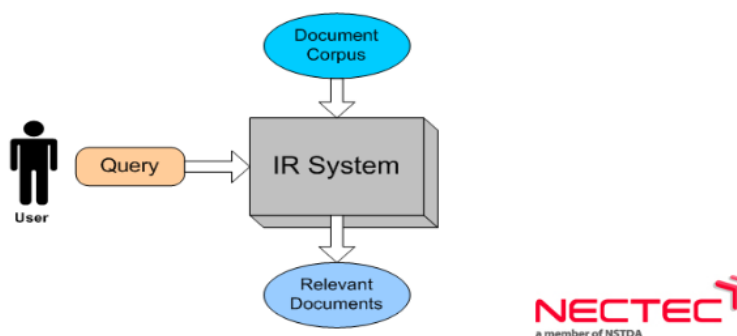 Document
Corpus
Query
IR System
User
Relevant
Documents
NECTEC
a member of NSTDA